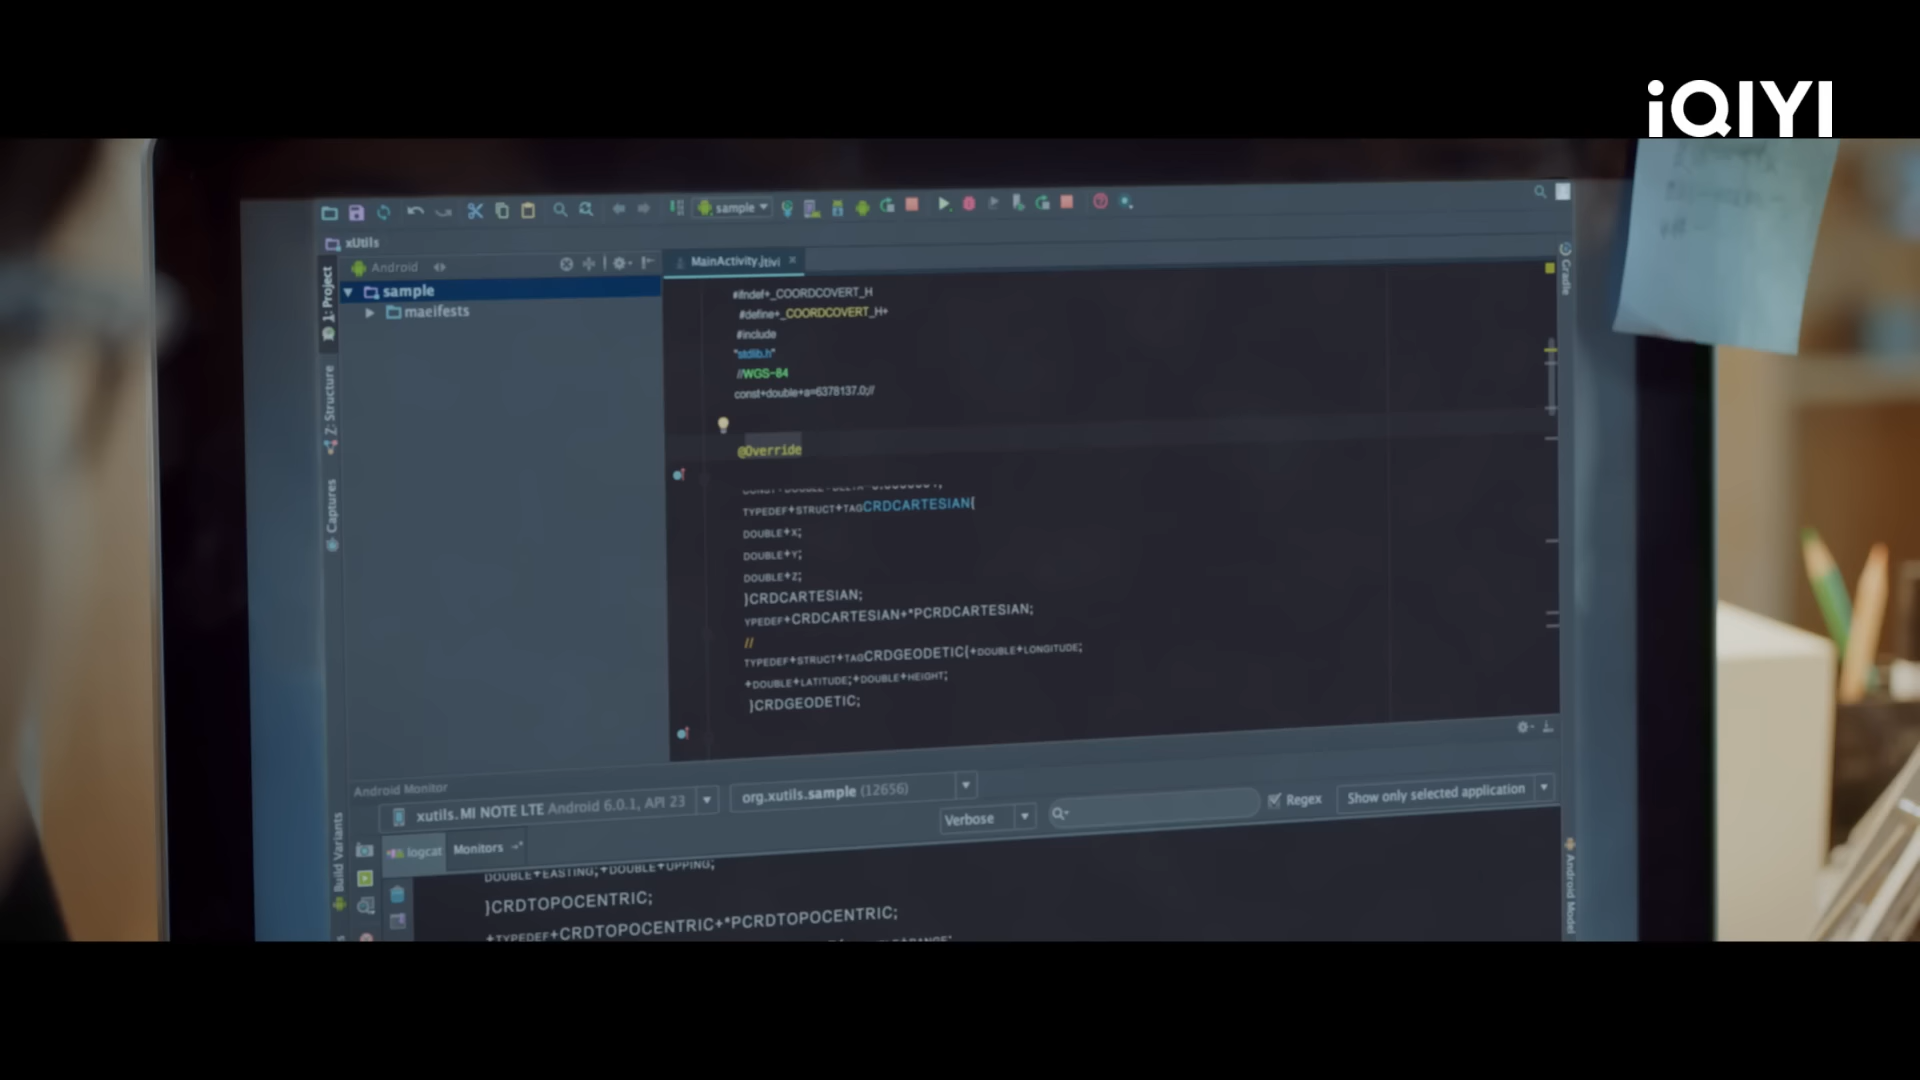 iQIYI
sample
xUtils
Android
MainActivity.jtivi
1: Project
sample
maeifests
Z: Structure
Captures
Gradle
#ifndef+_COORDCOVERT_H
#define+_COORDCOVERT_H+
#include
"stdlib.h"
//WGS-84
const+double+a=6378137.0;//
@Override
TYPEDEF+STRUCT+TAGCRDCARTESIAN{
DOUBLE+X;
DOUBLE+Y;
DOUBLE+Z;
}CRDCARTESIAN;
YPEDEF+CRDCARTESIAN+*PCRDCARTESIAN;
//
TYPEDEF+STRUCT+TAGCRDGEODETIC{+DOUBLE+LONGITUDE;
+DOUBLE+LATITUDE;+DOUBLE+HEIGHT;
}CRDGEODETIC;
Android Monitor
xutils.MI NOTE LTE Android 6.0.1, API 23
org.xutils.sample (12656)
Verbose
Regex
Show only selected application
Build Variants
logcat
Monitors
Android Model
DOUBLE+EASTING;+DOUBLE+UPPING;
}CRDTOPOCENTRIC;
+TYPEDEF+CRDTOPOCENTRIC+*PCRDTOPOCENTRIC;